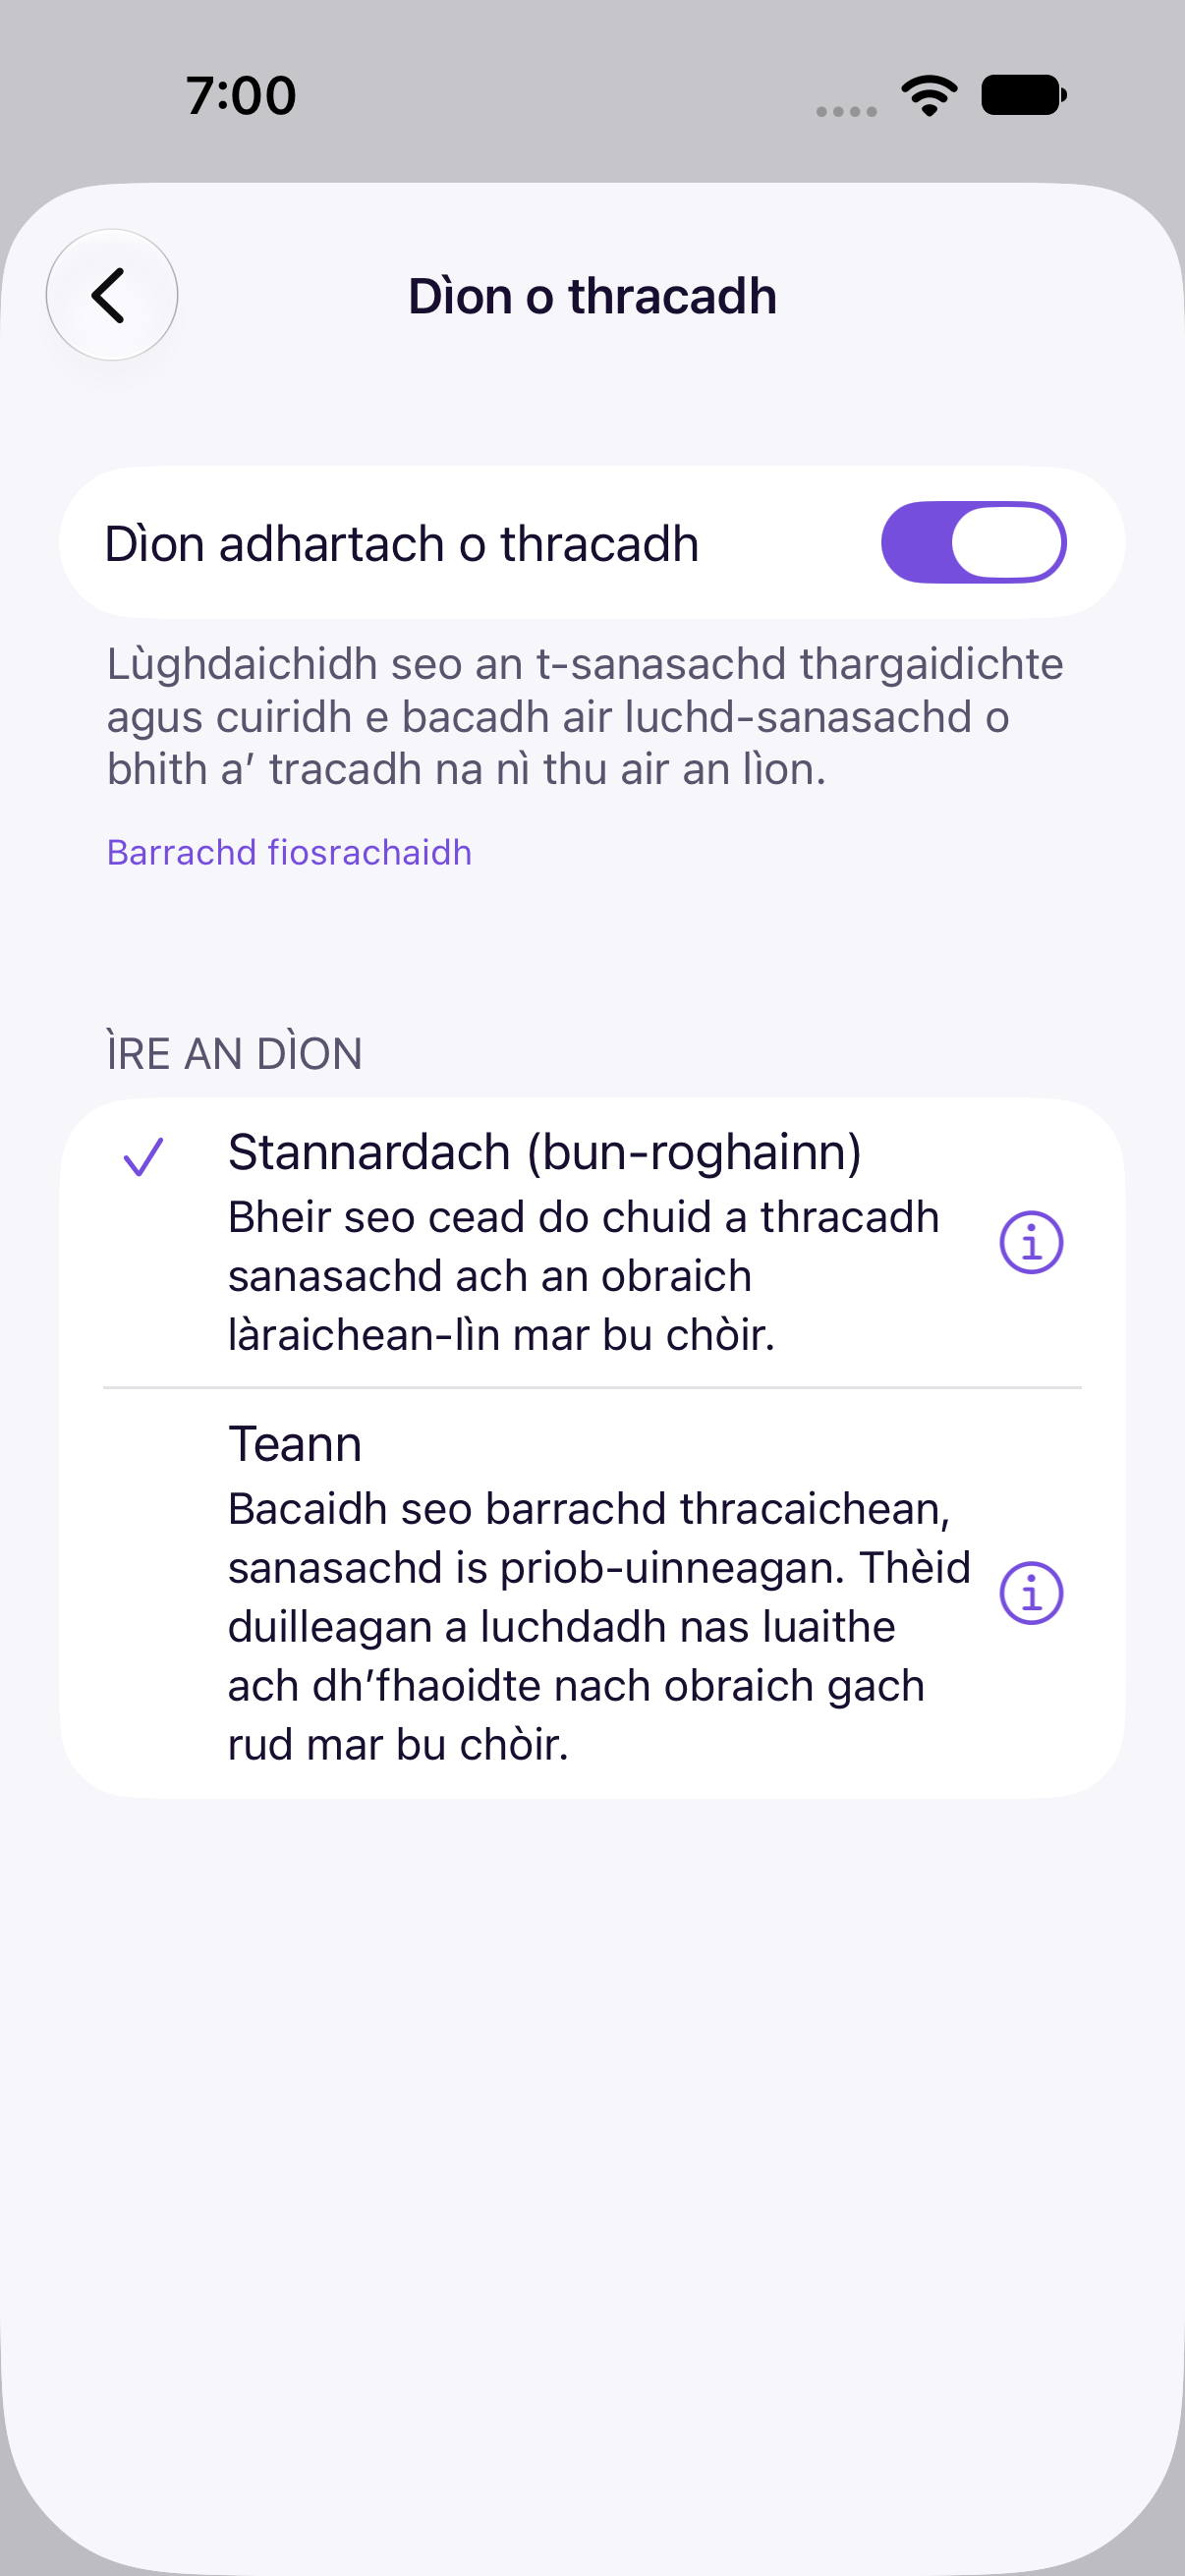 7:00
Dìon o thracadh
Dìon adhartach o thracadh
Lùghdaichidh seo an t-sanasachd thargaidichte
agus cuiridh e bacadh air luchd-sanasachd o
bhith a’ tracadh na nì thu air an lìon.
Barrachd fiosrachaidh
ÌRE AN DÌON
Stannardach (bun-roghainn)
Bheir seo cead do chuid a thracadh
sanasachd ach an obraich
làraichean-lìn mar bu chòir.
Teann
Bacaidh seo barrachd thracaichean,
sanasachd is priob-uinneagan. Thèid
duilleagan a luchdadh nas luaithe
ach dh’fhaoidte nach obraich gach
rud mar bu chòir.